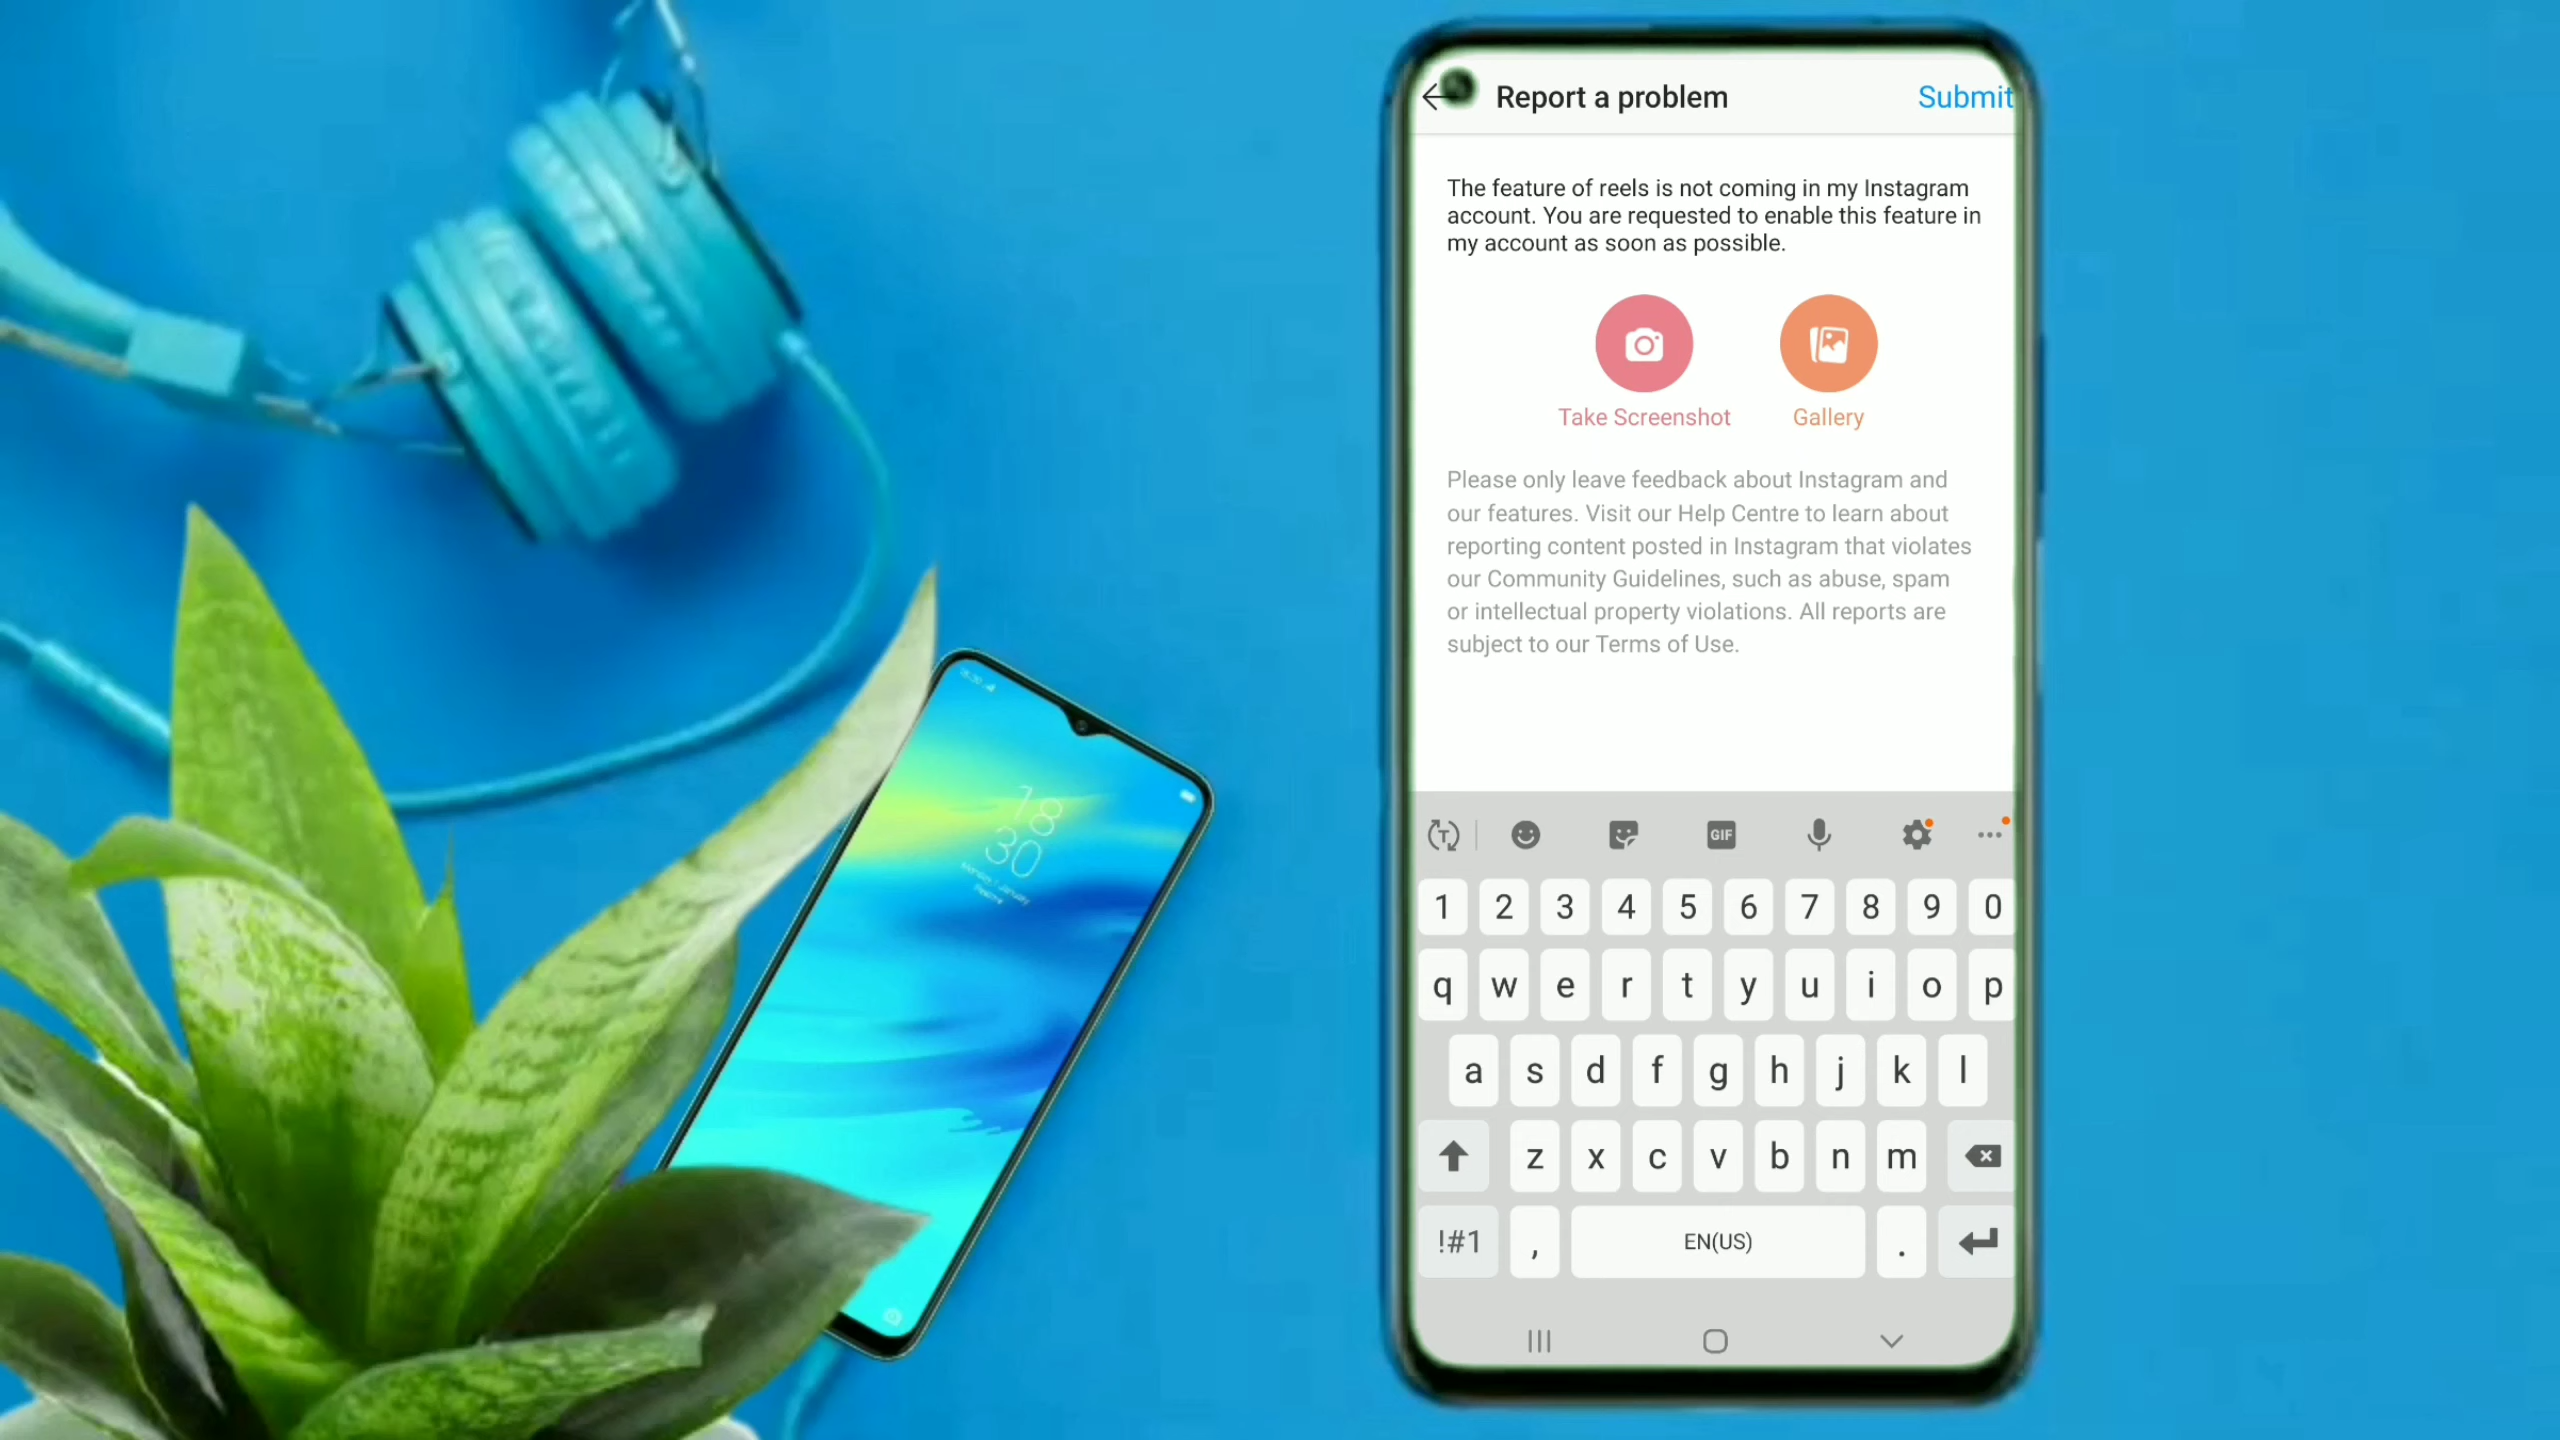 Report a problem
Submit
The feature of reels is not coming in my Instagram
account. You are requested to enable this feature in
my account as soon as possible.
Take Screenshot
Gallery
Please only leave feedback about Instagram and
our features. Visit our Help Centre to learn about
reporting content posted in Instagram that violates
our Community Guidelines, such as abuse, spam
or intellectual property violations. All reports are
subject to our Terms of Use.
18
30
T
GIF
1 2 3 4 5 6 7 8 9 0
q w e r t y u i o p
a s d f g h j k l
z x c v b n m
!#1 , EN(US) .